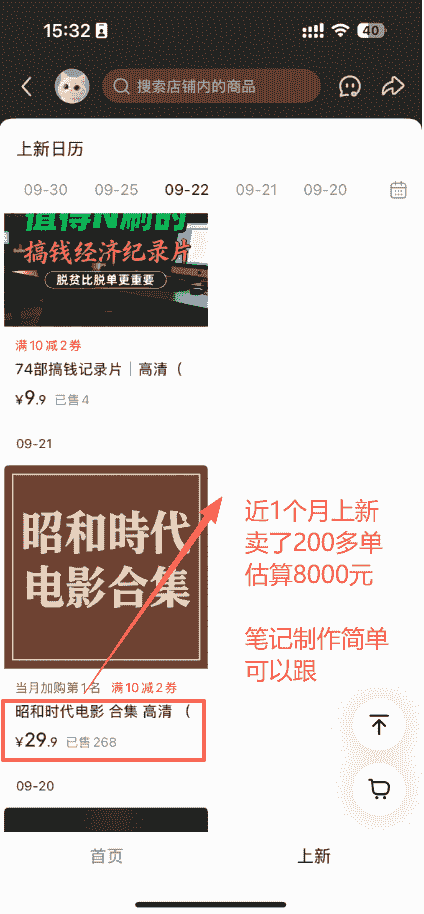 15:32
40
搜索店铺内的商品
上新日历
09-30 09-25 09-22 09-21 09-20
值得N刷的
搞钱经济纪录片
脱贫比脱单更重要
满10减2券
74部搞钱记录片｜高清（
¥9.9 已售4
09-21
昭和時代
电影合集
近1个月上新
卖了200多单
估算8000元
笔记制作简单
可以跟
当月加购第1名 满10减2券
昭和时代电影 合集 高清 （
¥29.9 已售268
09-20
首页 上新